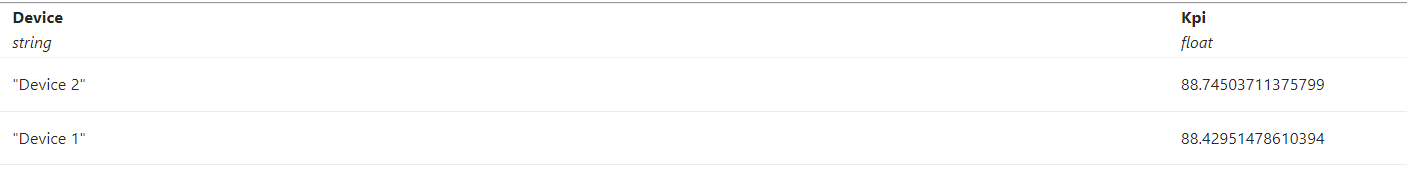 Device Kpi
string float
"Device 2" 88.74503711375799
"Device 1" 88.42951478610394